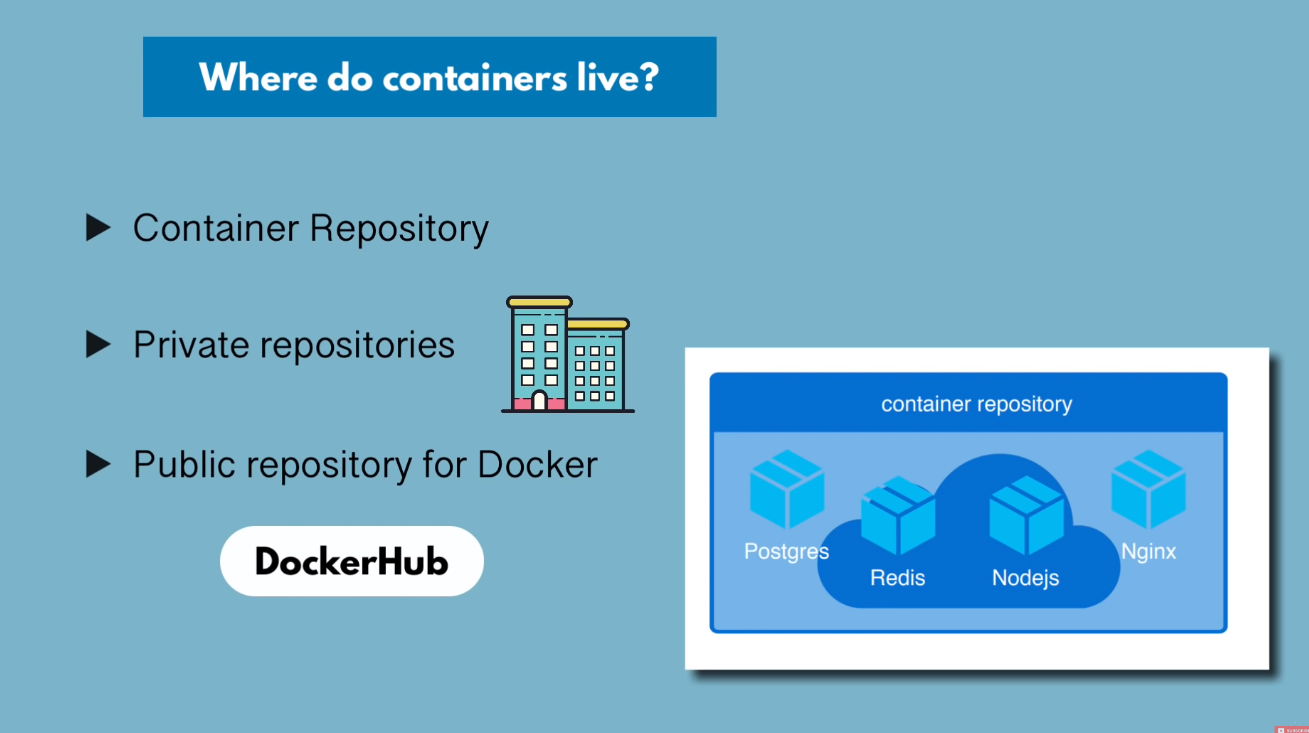 Where do containers live?
Container Repository
Private repositories
Public repository for Docker
DockerHub
container repository
Postgres
Redis
Nodejs
Nginx